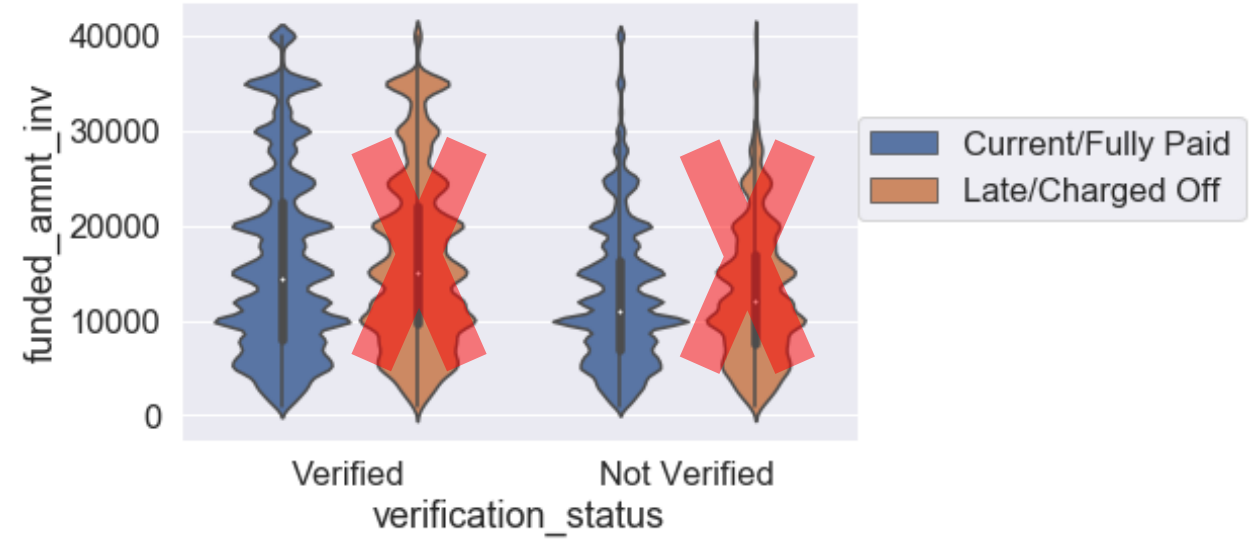 funded_amnt_inv
40000
30000
20000
10000
0
Verified
Not Verified
verification_status
Current/Fully Paid
Late/Charged Off